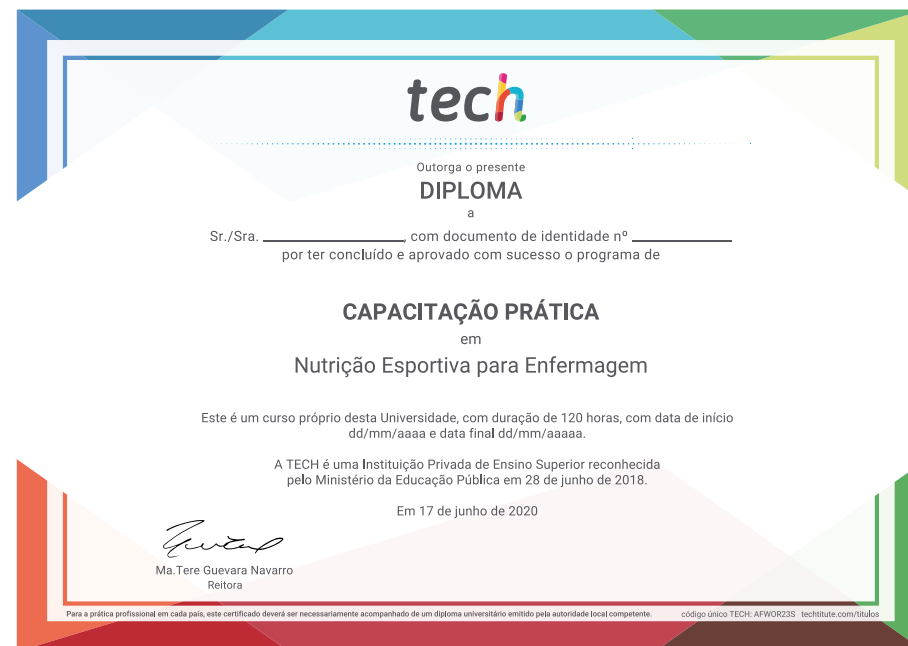 tech
Outorga o presente
DIPLOMA
a
Sr./Sra. ____________, com documento de identidade nº ____________
por ter concluído e aprovado com sucesso o programa de
CAPACITAÇÃO PRÁTICA
em
Nutrição Esportiva para Enfermagem
Este é um curso próprio desta Universidade, com duração de 120 horas, com data de início
dd/mm/aaaa e data final dd/mm/aaaaa.
A TECH é uma Instituição Privada de Ensino Superior reconhecida
pelo Ministério da Educação Pública em 28 de junho de 2018.
Em 17 de junho de 2020
Ma.Tere Guevara Navarro
Reitora
Para a prática profissional em cada país, este certificado deverá ser necessariamente acompanhado de um diploma universitário emitido pela autoridade local competente. código único TECH: AFWOR23S techtitute.com/titulos